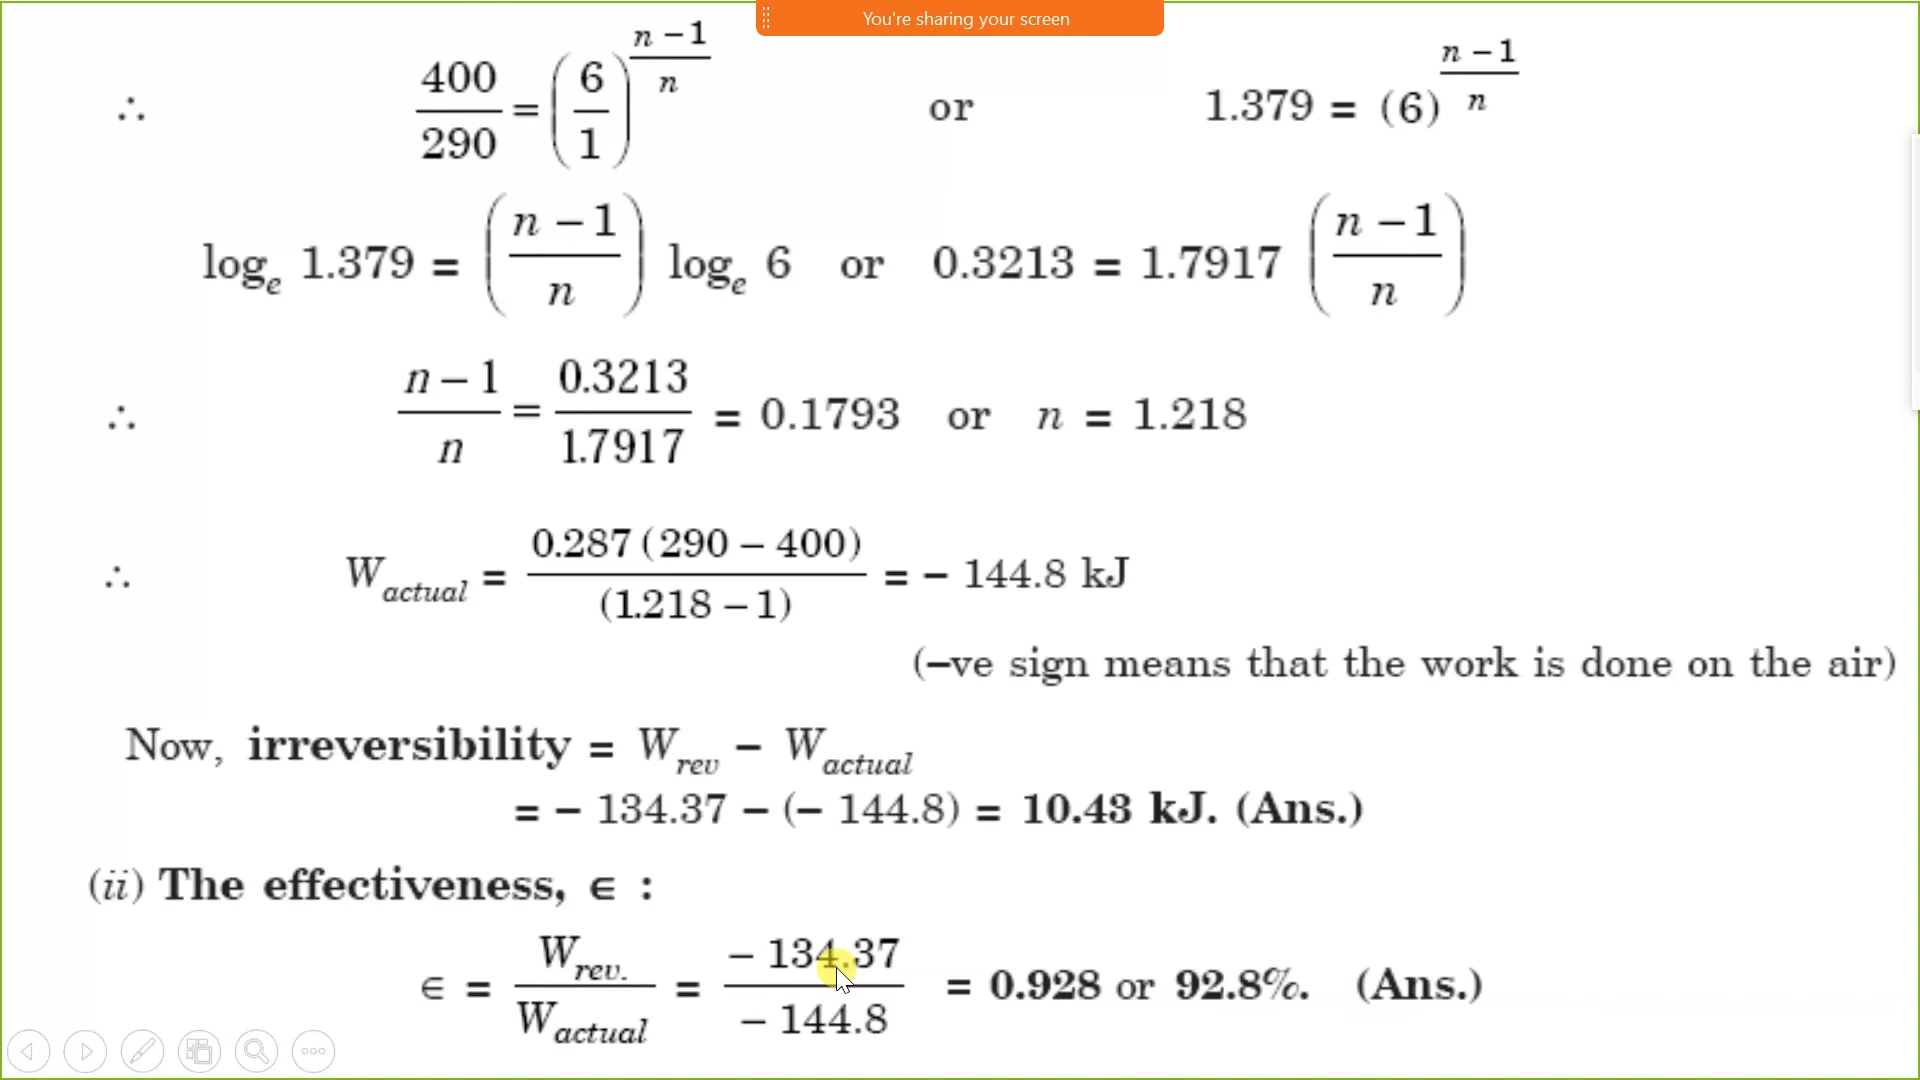 You're sharing your screen
∴ 400/290 = (6/1)^((n − 1)/n) or 1.379 = (6)^((n − 1)/n)
logₑ 1.379 = ((n − 1)/n) logₑ 6 or 0.3213 = 1.7917 ((n − 1)/n)
∴ (n − 1)/n = 0.3213/1.7917 = 0.1793 or n = 1.218
∴ W_actual = 0.287 (290 − 400)/(1.218 − 1) = − 144.8 kJ
(−ve sign means that the work is done on the air)
Now, irreversibility = W_rev − W_actual
= − 134.37 − (− 144.8) = 10.43 kJ. (Ans.)
(ii) The effectiveness, ∈ :
∈ = W_rev./W_actual = − 134.37/− 144.8 = 0.928 or 92.8%. (Ans.)